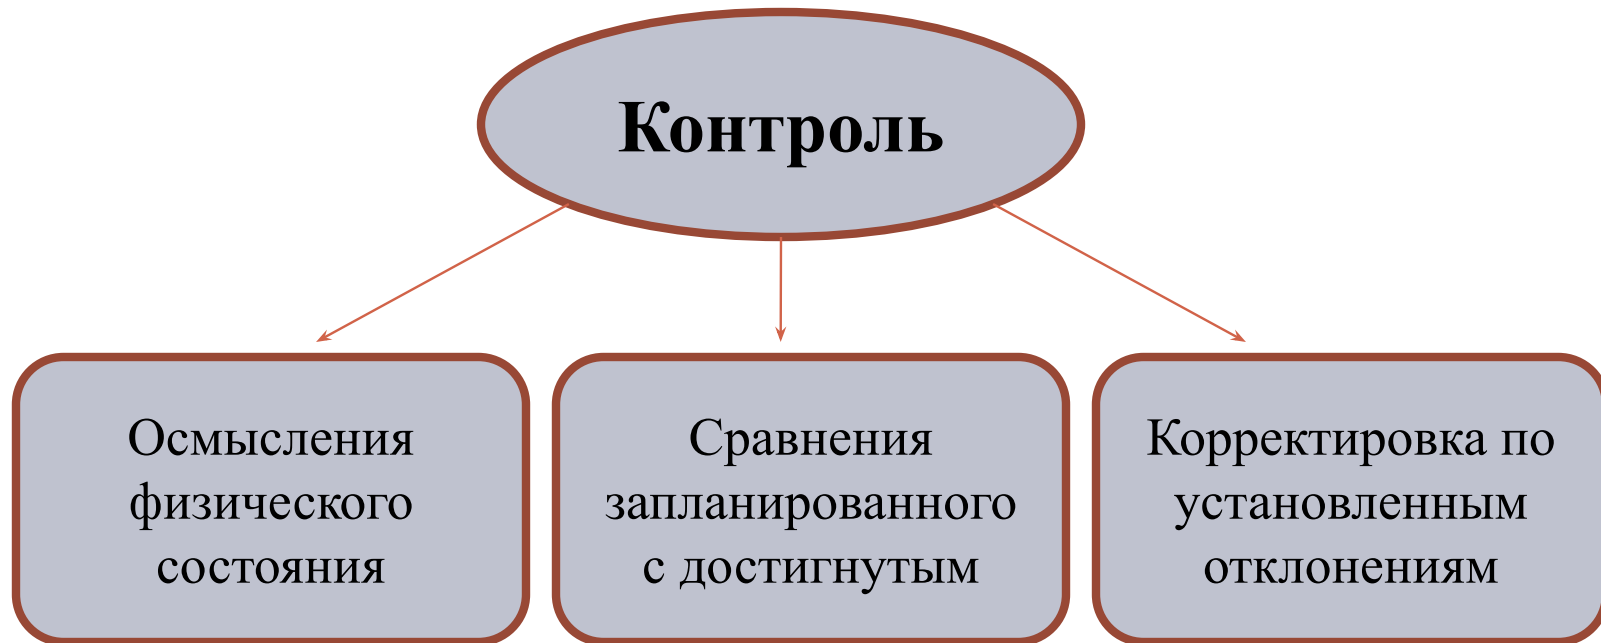 Контроль
Осмысления
физического
состояния
Сравнения
запланированного
с достигнутым
Корректировка по
установленным
отклонениям